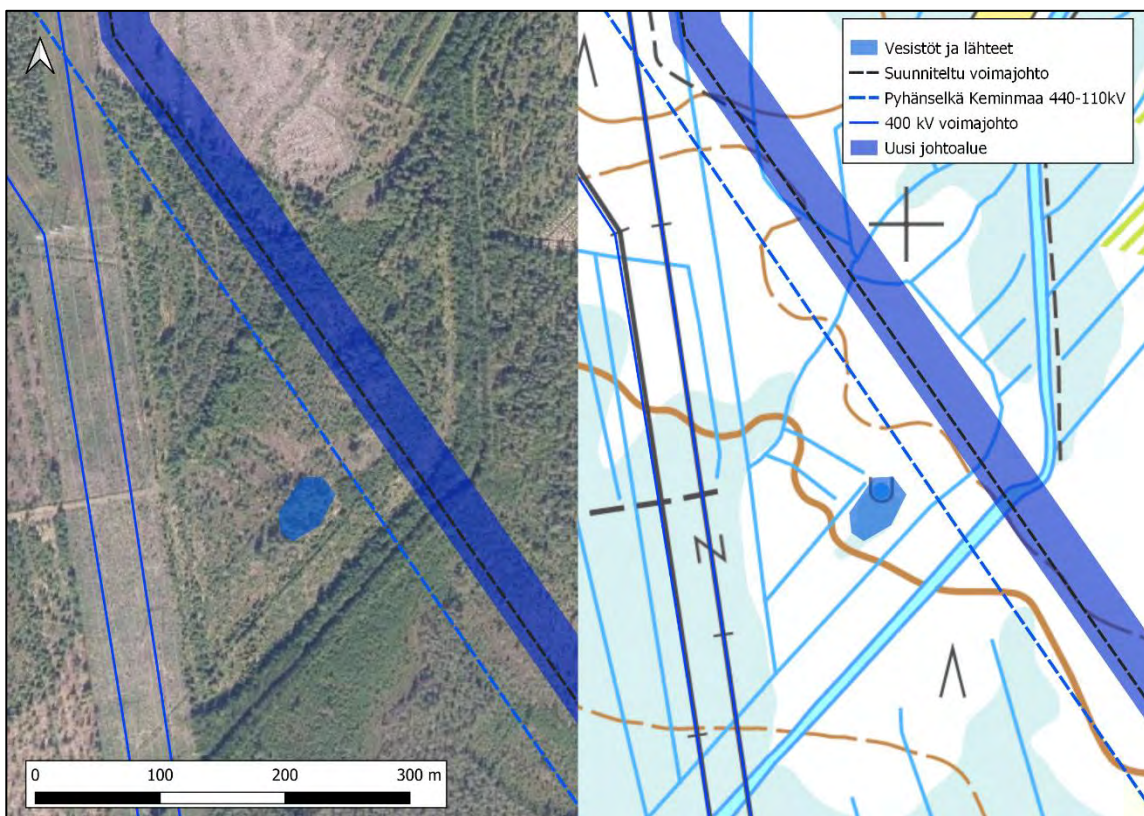 Vesistöt ja lähteet
Suunniteltu voimajohto
Pyhänselkä Keminmaa 440-110kV
400 kV voimajohto
Uusi johtoalue
0 100 200 300 m